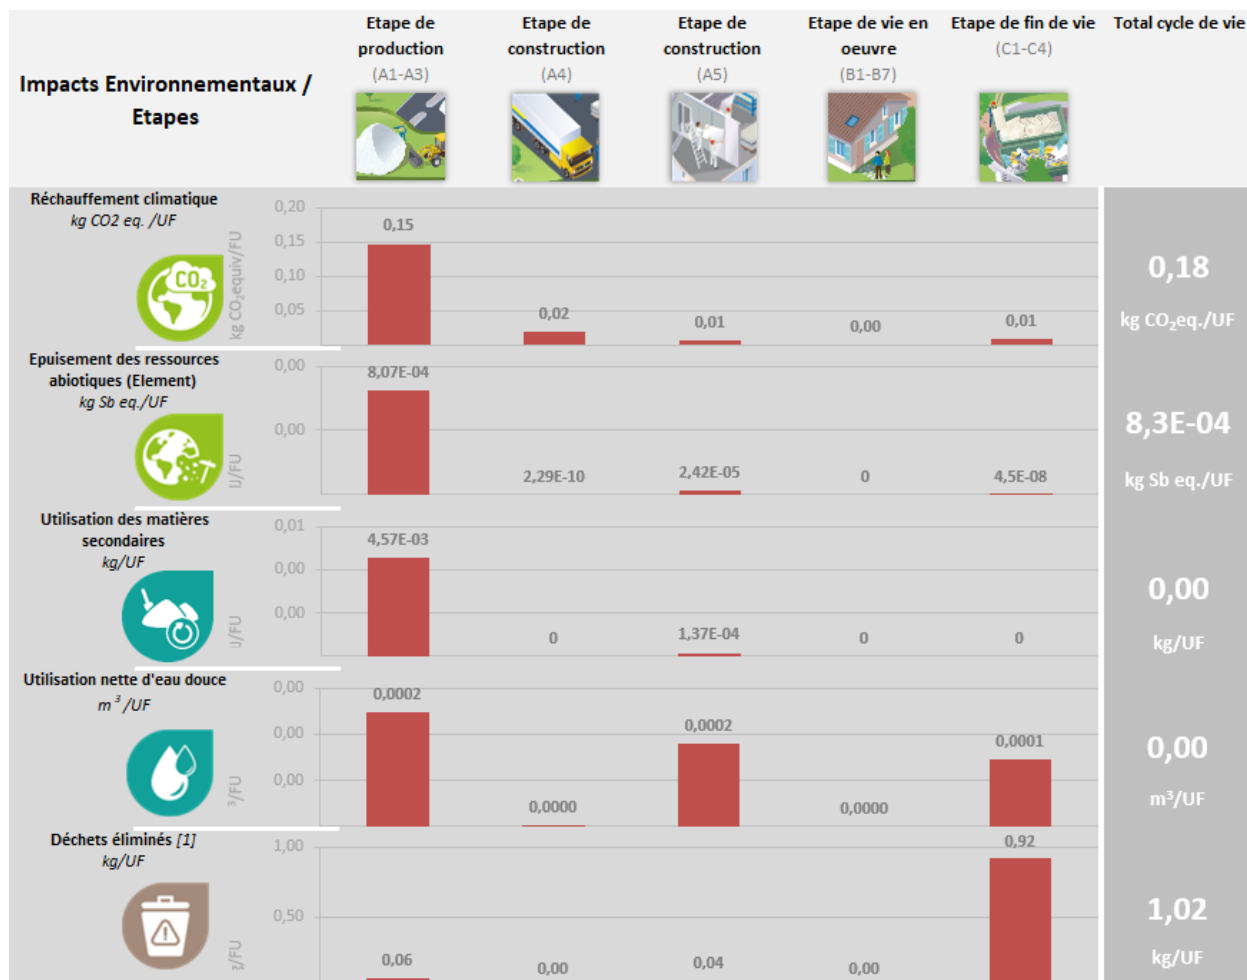 Impacts Environnementaux /
Etapes
Etape de
production
(A1-A3)
Etape de
construction
(A4)
Etape de
construction
(A5)
Etape de vie en
oeuvre
(B1-B7)
Etape de fin de vie
(C1-C4)
Total cycle de vie
Réchauffement climatique
kg CO2 eq. /UF
CO₂
kg CO₂equiv/FU
0,20
0,15
0,10
0,05
0,15
0,02
0,01
0,00
0,01
0,18
kg CO₂eq./UF
Epuisement des ressources
abiotiques (Element)
kg Sb eq./UF
/FU
0,00
0,00
8,07E-04
2,29E-10
2,42E-05
0
4,5E-08
8,3E-04
kg Sb eq./UF
Utilisation des matières
secondaires
kg/UF
/FU
0,01
0,00
0,00
4,57E-03
0
1,37E-04
0
0
0,00
kg/UF
Utilisation nette d'eau douce
m ³ /UF
³/FU
0,00
0,00
0,00
0,0002
0,0000
0,0002
0,0000
0,0001
0,00
m³/UF
Déchets éliminés [1]
kg/UF
/FU
1,00
0,50
0,06
0,00
0,04
0,00
0,92
1,02
kg/UF